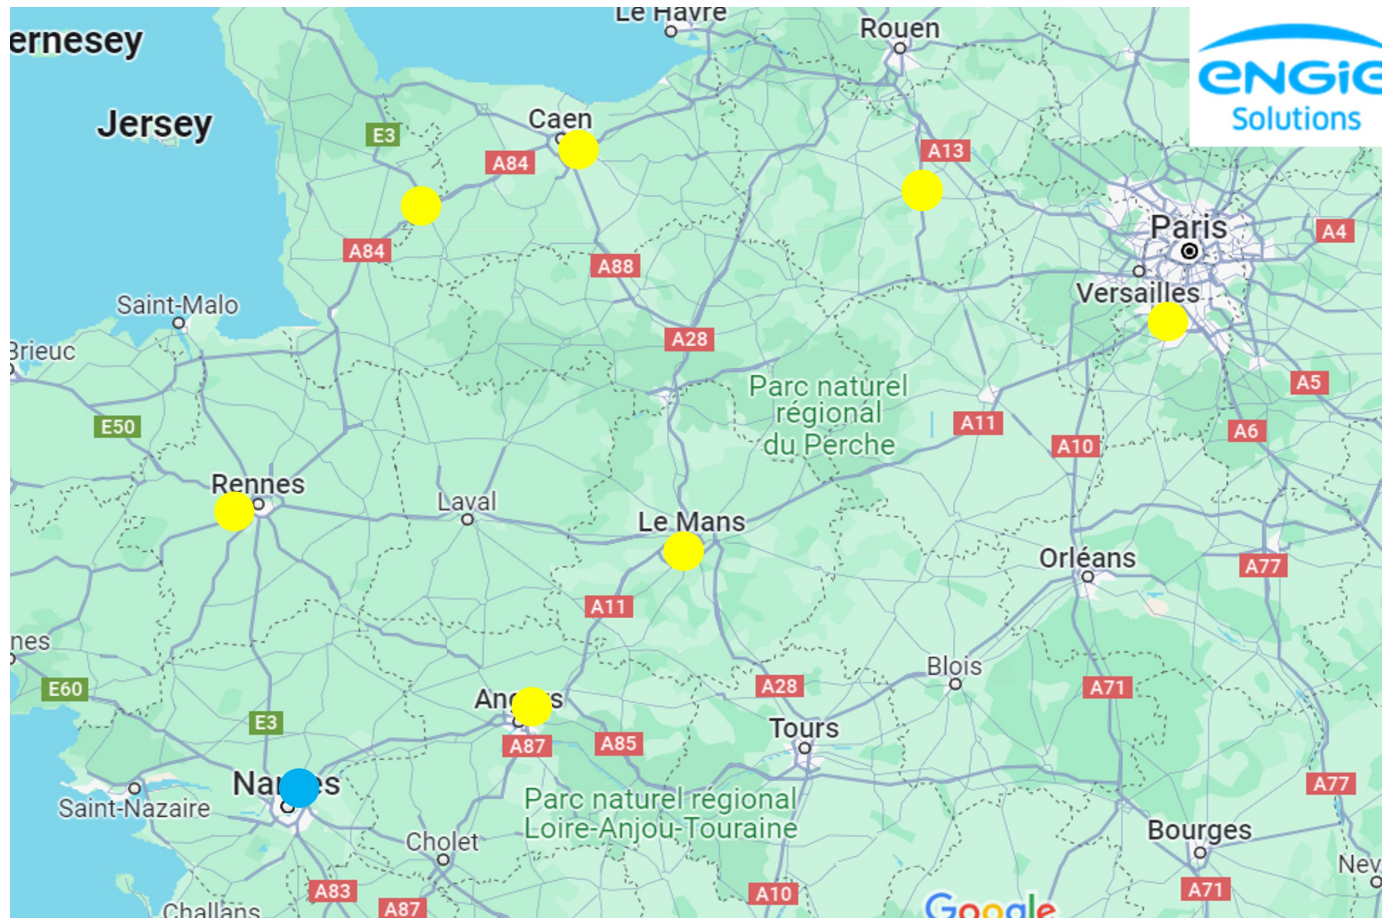 Le Havre
Rouen
ernesey
ENGIE
Solutions
Jersey
Caen
E3
A84
A13
Paris
A4
A84
A88
Versailles
Saint-Malo
A28
Brieuc
Parc naturel
régional
du Perche
A5
E50
A11
A10
A6
Rennes
Laval
Le Mans
Orléans
A77
A11
nes
Blois
E60
Angers
A28
A71
E3
A87
A85
Tours
Nantes
A77
Saint-Nazaire
Parc naturel régional
Loire-Anjou-Touraine
Cholet
Bourges
Nev
A83
A87
A10
A71
Challans
Google